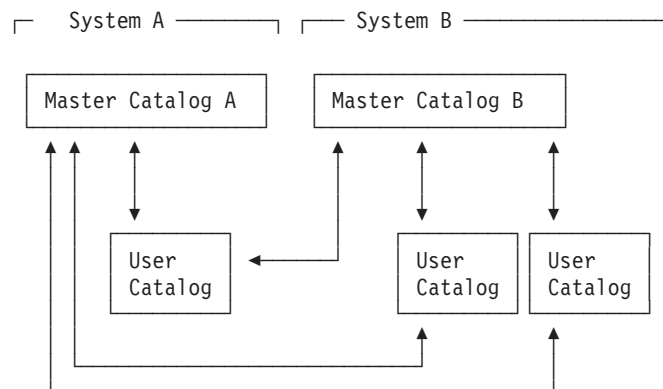 System A System B
Master Catalog A Master Catalog B
User User User
Catalog Catalog Catalog